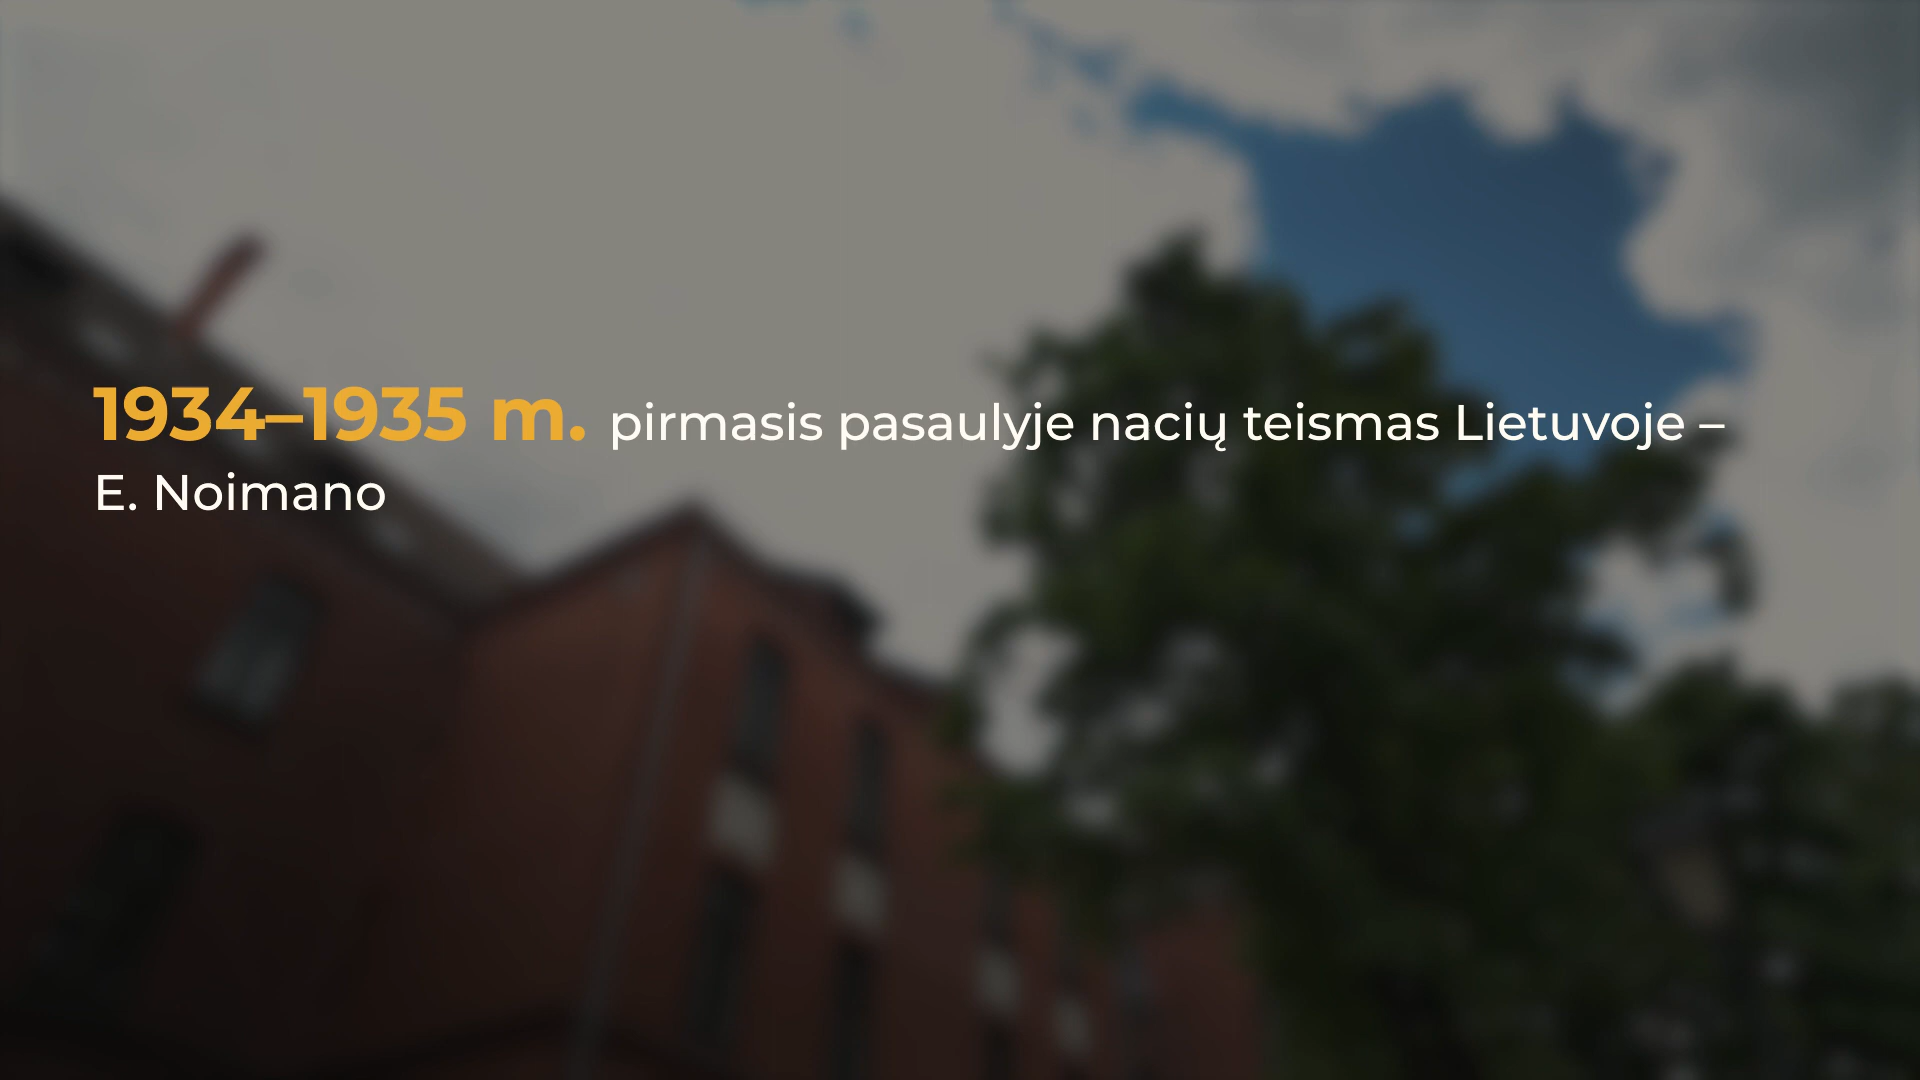 1934–1935 m. pirmasis pasaulyje nacių teismas Lietuvoje –
E. Noimano